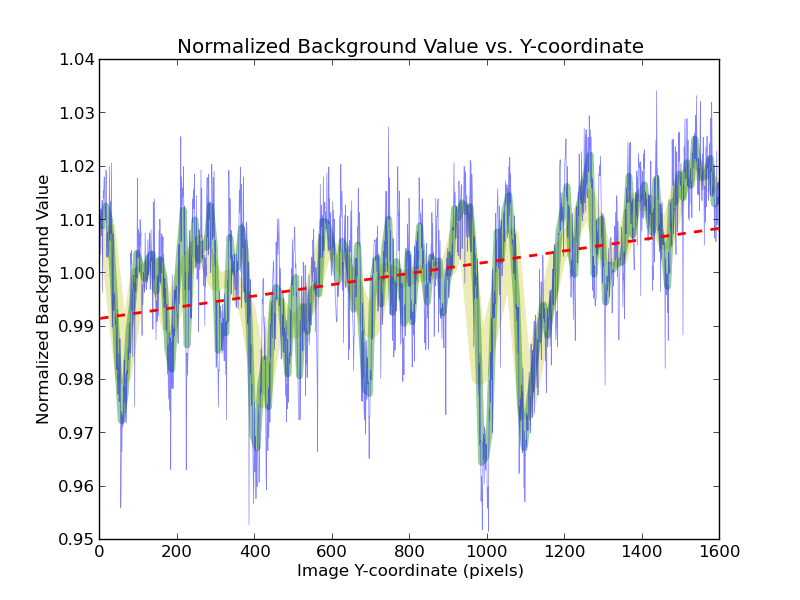 Normalized Background Value vs. Y-coordinate
Normalized Background Value
1.04
1.03
1.02
1.01
1.00
0.99
0.98
0.97
0.96
0.95
0 200 400 600 800 1000 1200 1400 1600
Image Y-coordinate (pixels)